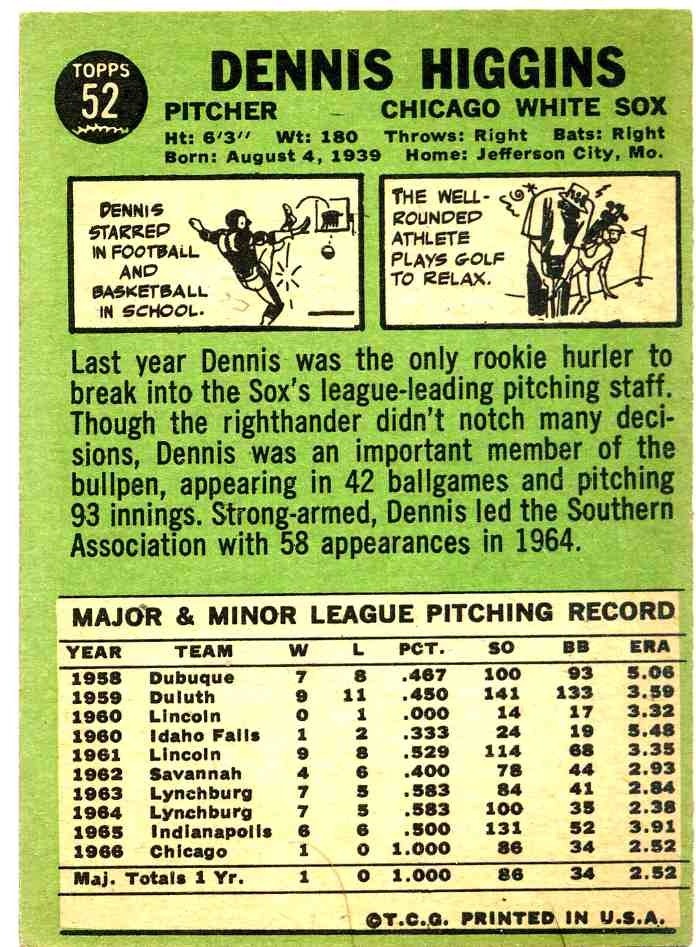 TOPPS
52
DENNIS HIGGINS
PITCHER CHICAGO WHITE SOX
Ht: 6'3'' Wt: 180 Throws: Right Bats: Right
Born: August 4, 1939 Home: Jefferson City, Mo.
DENNIS
STARRED
IN FOOTBALL
AND
BASKETBALL
IN SCHOOL.
THE WELL-
ROUNDED
ATHLETE
PLAYS GOLF
TO RELAX.
Last year Dennis was the only rookie hurler to
break into the Sox's league-leading pitching staff.
Though the righthander didn't notch many deci-
sions, Dennis was an important member of the
bullpen, appearing in 42 ballgames and pitching
93 innings. Strong-armed, Dennis led the Southern
Association with 58 appearances in 1964.
MAJOR & MINOR LEAGUE PITCHING RECORD
YEAR TEAM W L PCT. SO BB ERA
1958 Dubuque 7 8 .467 100 93 5.06
1959 Duluth 9 11 .450 141 133 3.59
1960 Lincoln 0 1 .000 14 17 3.32
1960 Idaho Falls 1 2 .333 24 19 5.48
1961 Lincoln 9 8 .529 114 68 3.35
1962 Savannah 4 6 .400 78 44 2.93
1963 Lynchburg 7 5 .583 84 41 2.84
1964 Lynchburg 7 5 .583 100 35 2.38
1965 Indianapolis 6 6 .500 131 52 3.91
1966 Chicago 1 0 1.000 86 34 2.52
Maj. Totals 1 Yr. 1 0 1.000 86 34 2.52
©T.C.G. PRINTED IN U.S.A.